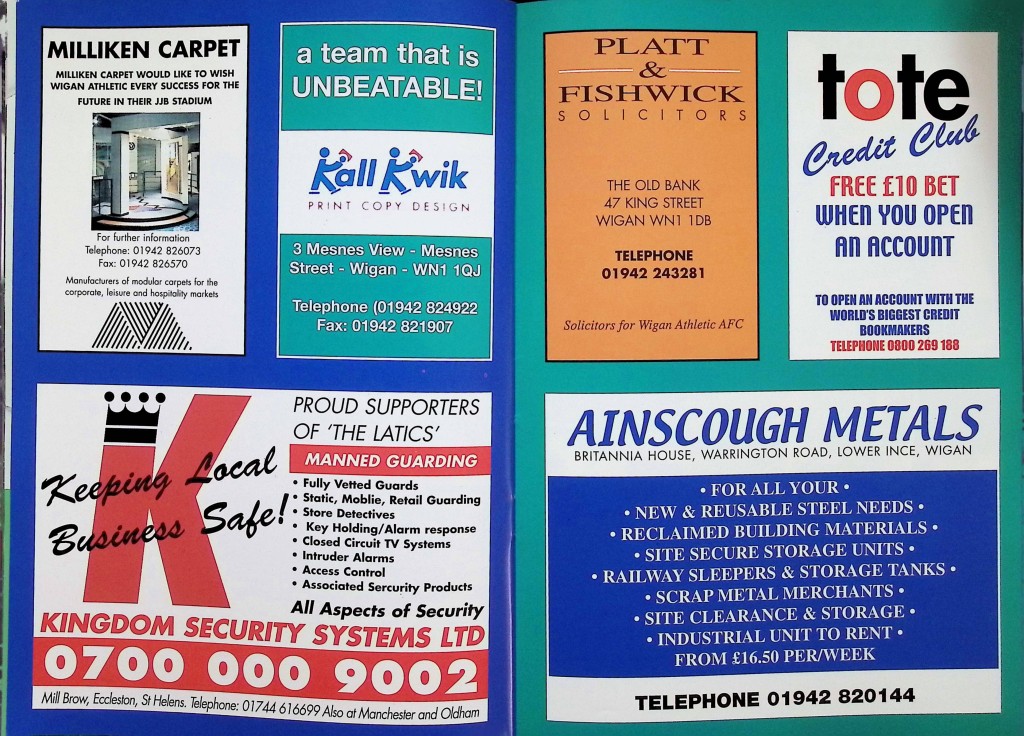 MILLIKEN CARPET
MILLIKEN CARPET WOULD LIKE TO WISH
WIGAN ATHLETIC EVERY SUCCESS FOR THE
FUTURE IN THEIR JJB STADIUM
For further information
Telephone: 01942 826073
Fax: 01942 826570
Manufacturers of modular carpets for the
corporate, leisure and hospitality markets
a team that is
UNBEATABLE!
Kall Kwik
PRINT COPY DESIGN
3 Mesnes View - Mesnes
Street - Wigan - WN1 1QJ
Telephone (01942 824922
Fax: 01942 821907
PLATT
&
FISHWICK
SOLICITORS
THE OLD BANK
47 KING STREET
WIGAN WN1 1DB
TELEPHONE
01942 243281
Solicitors for Wigan Athletic AFC
tote
Credit Club
FREE £10 BET
WHEN YOU OPEN
AN ACCOUNT
TO OPEN AN ACCOUNT WITH THE
WORLD'S BIGGEST CREDIT
BOOKMAKERS
TELEPHONE 0800 269 188
K
Keeping Local
Business Safe!
PROUD SUPPORTERS
OF 'THE LATICS'
MANNED GUARDING
• Fully Vetted Guards
• Static, Moblie, Retail Guarding
• Store Detectives
• Key Holding/Alarm response
• Closed Circuit TV Systems
• Intruder Alarms
• Access Control
• Associated Sercurity Products
All Aspects of Security
KINGDOM SECURITY SYSTEMS LTD
0700 000 9002
Mill Brow, Eccleston, St Helens. Telephone: 01744 616699 Also at Manchester and Oldham
AINSCOUGH METALS
BRITANNIA HOUSE, WARRINGTON ROAD, LOWER INCE, WIGAN
• FOR ALL YOUR •
• NEW & REUSABLE STEEL NEEDS •
• RECLAIMED BUILDING MATERIALS •
• SITE SECURE STORAGE UNITS •
• RAILWAY SLEEPERS & STORAGE TANKS •
• SCRAP METAL MERCHANTS •
• SITE CLEARANCE & STORAGE •
• INDUSTRIAL UNIT TO RENT •
FROM £16.50 PER/WEEK
TELEPHONE 01942 820144